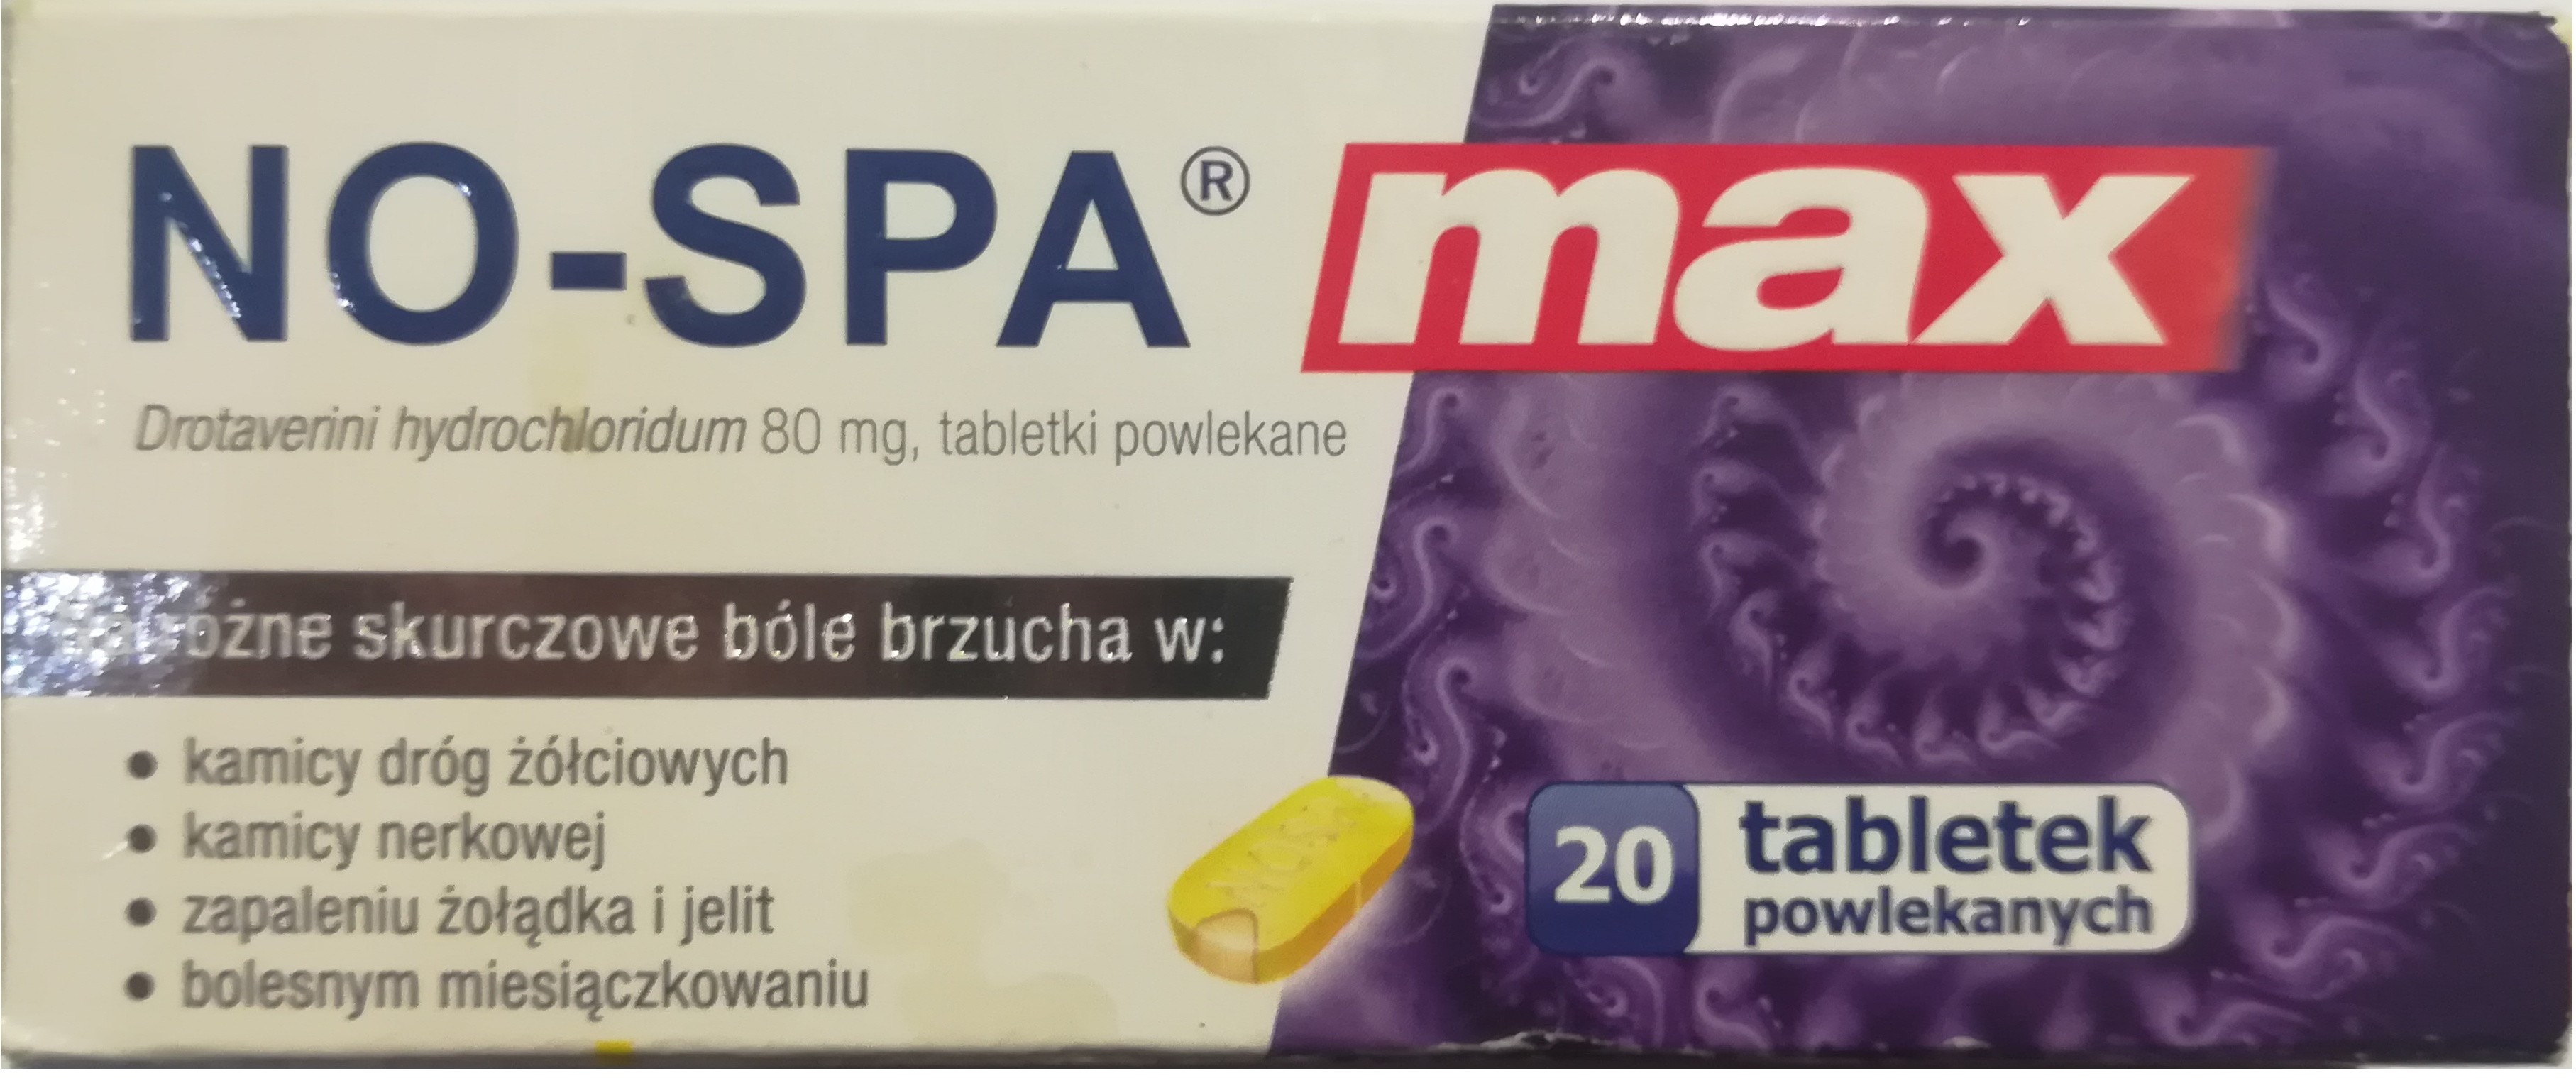 NO-SPA® max
Drotaverini hydrochloridum 80 mg, tabletki powlekane
skurczowe bóle brzucha w:
• kamicy dróg żółciowych
• kamicy nerkowej
• zapaleniu żołądka i jelit
• bolesnym miesiączkowaniu
20 tabletek
powlekanych